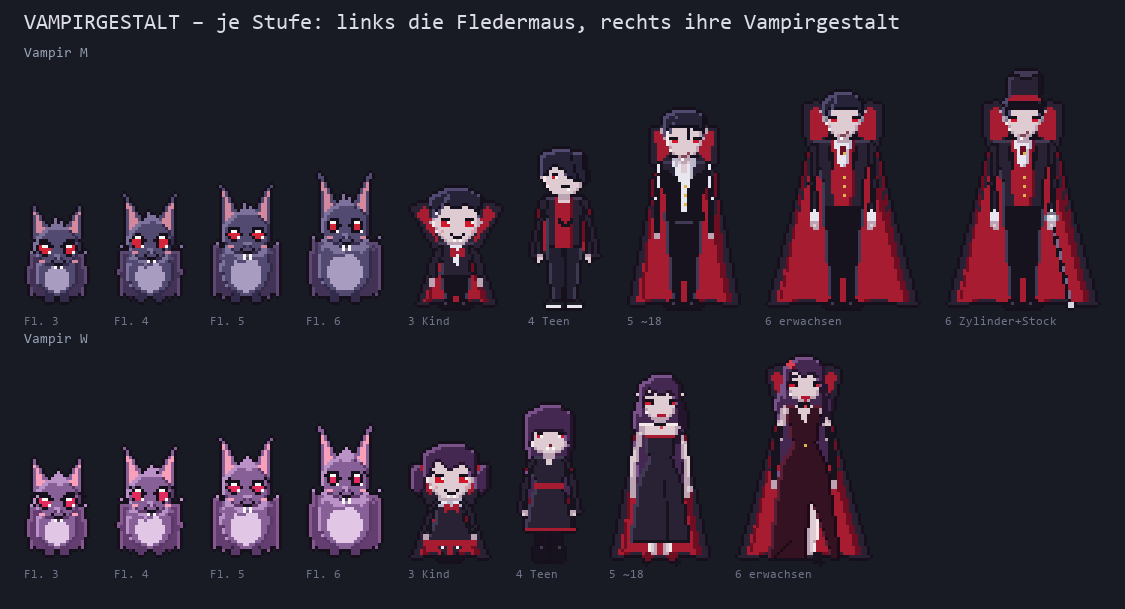 VAMPIRGESTALT – je Stufe: links die Fledermaus, rechts ihre Vampirgestalt
Vampir M
Fl. 3 Fl. 4 Fl. 5 Fl. 6 3 Kind 4 Teen 5 ~18 6 erwachsen 6 Zylinder+Stock
Vampir W
Fl. 3 Fl. 4 Fl. 5 Fl. 6 3 Kind 4 Teen 5 ~18 6 erwachsen